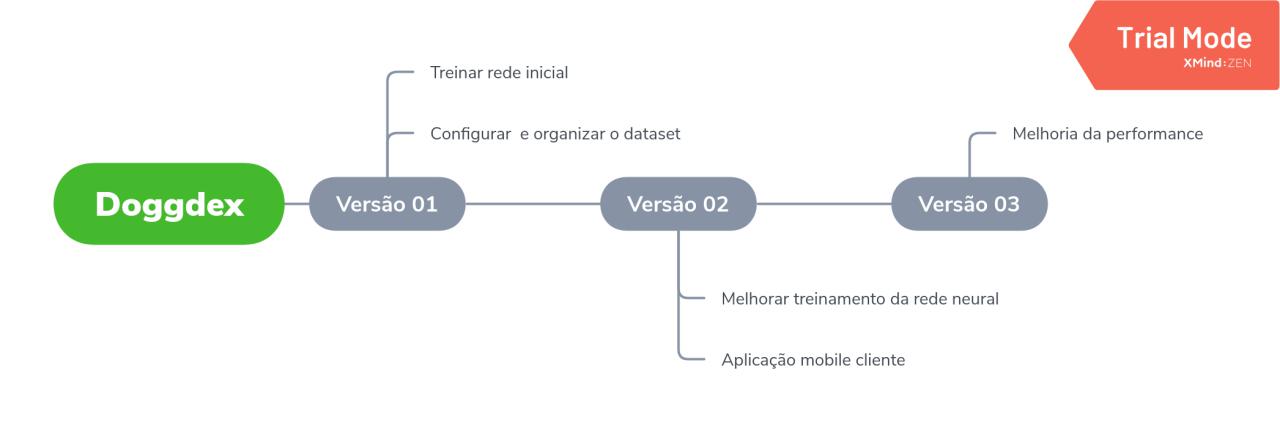 Trial Mode
XMind:ZEN
Treinar rede inicial
Configurar  e organizar o dataset
Melhoria da performance
Doggdex
Versão 01
Versão 02
Versão 03
Melhorar treinamento da rede neural
Aplicação mobile cliente